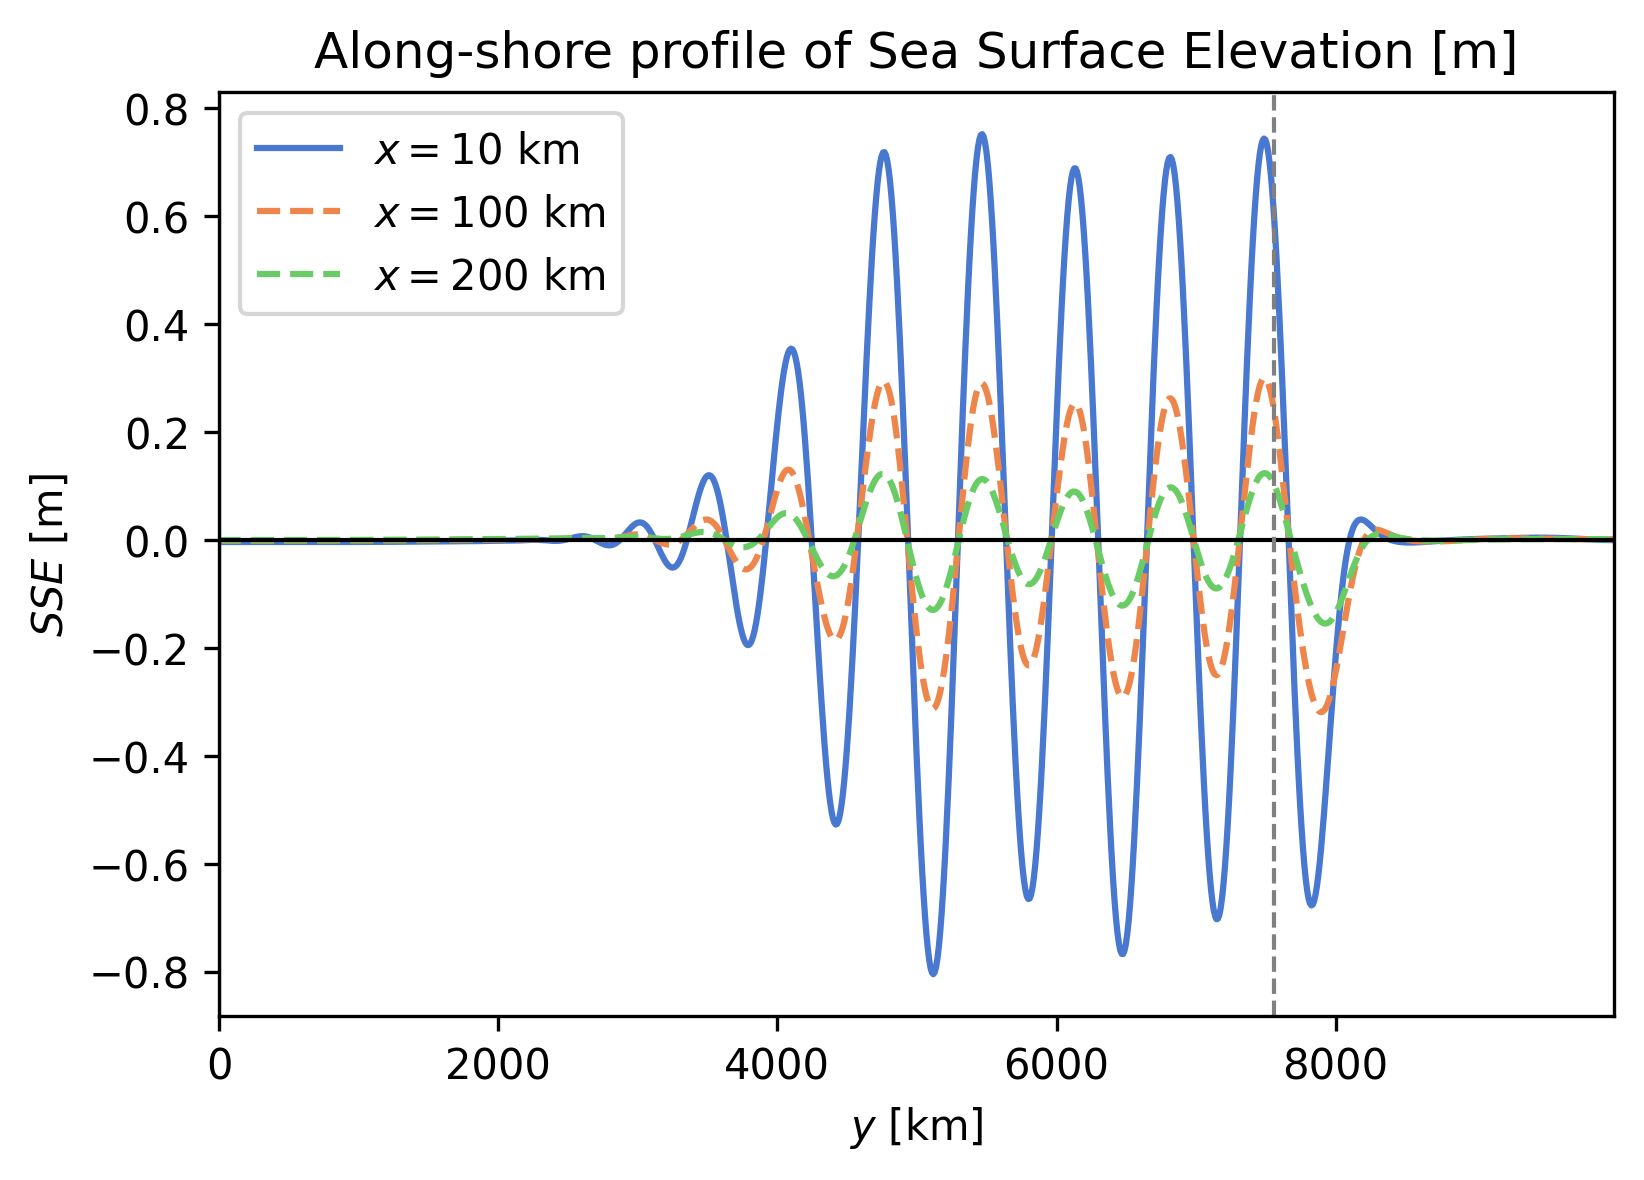 Along-shore profile of Sea Surface Elevation [m]
x = 10 km
x = 100 km
x = 200 km
0.8
0.6
0.4
0.2
0.0
−0.2
−0.4
−0.6
−0.8
SSE [m]
0 2000 4000 6000 8000
y [km]